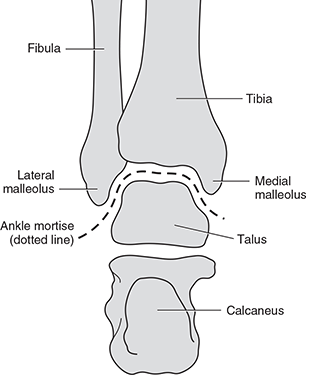 Fibula
Tibia
Lateral
malleolus
Medial
malleolus
Ankle mortise
(dotted line)
Talus
Calcaneus